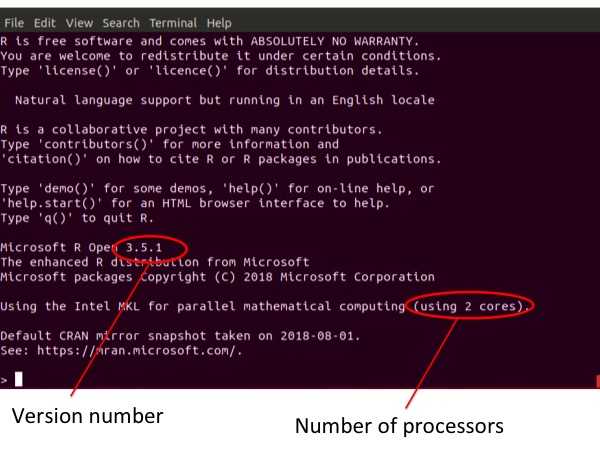 File Edit View Search Terminal Help
R is free software and comes with ABSOLUTELY NO WARRANTY.
You are welcome to redistribute it under certain conditions.
Type 'license()' or 'licence()' for distribution details.
Natural language support but running in an English locale
R is a collaborative project with many contributors.
Type 'contributors()' for more information and
'citation()' on how to cite R or R packages in publications.
Type 'demo()' for some demos, 'help()' for on-line help, or
'help.start()' for an HTML browser interface to help.
Type 'q()' to quit R.
Microsoft R Open 3.5.1
The enhanced R distribution from Microsoft
Microsoft packages Copyright (C) 2018 Microsoft Corporation
Using the Intel MKL for parallel mathematical computing (using 2 cores).
Default CRAN mirror snapshot taken on 2018-08-01.
See: https://mran.microsoft.com/.
>
Version number
Number of processors